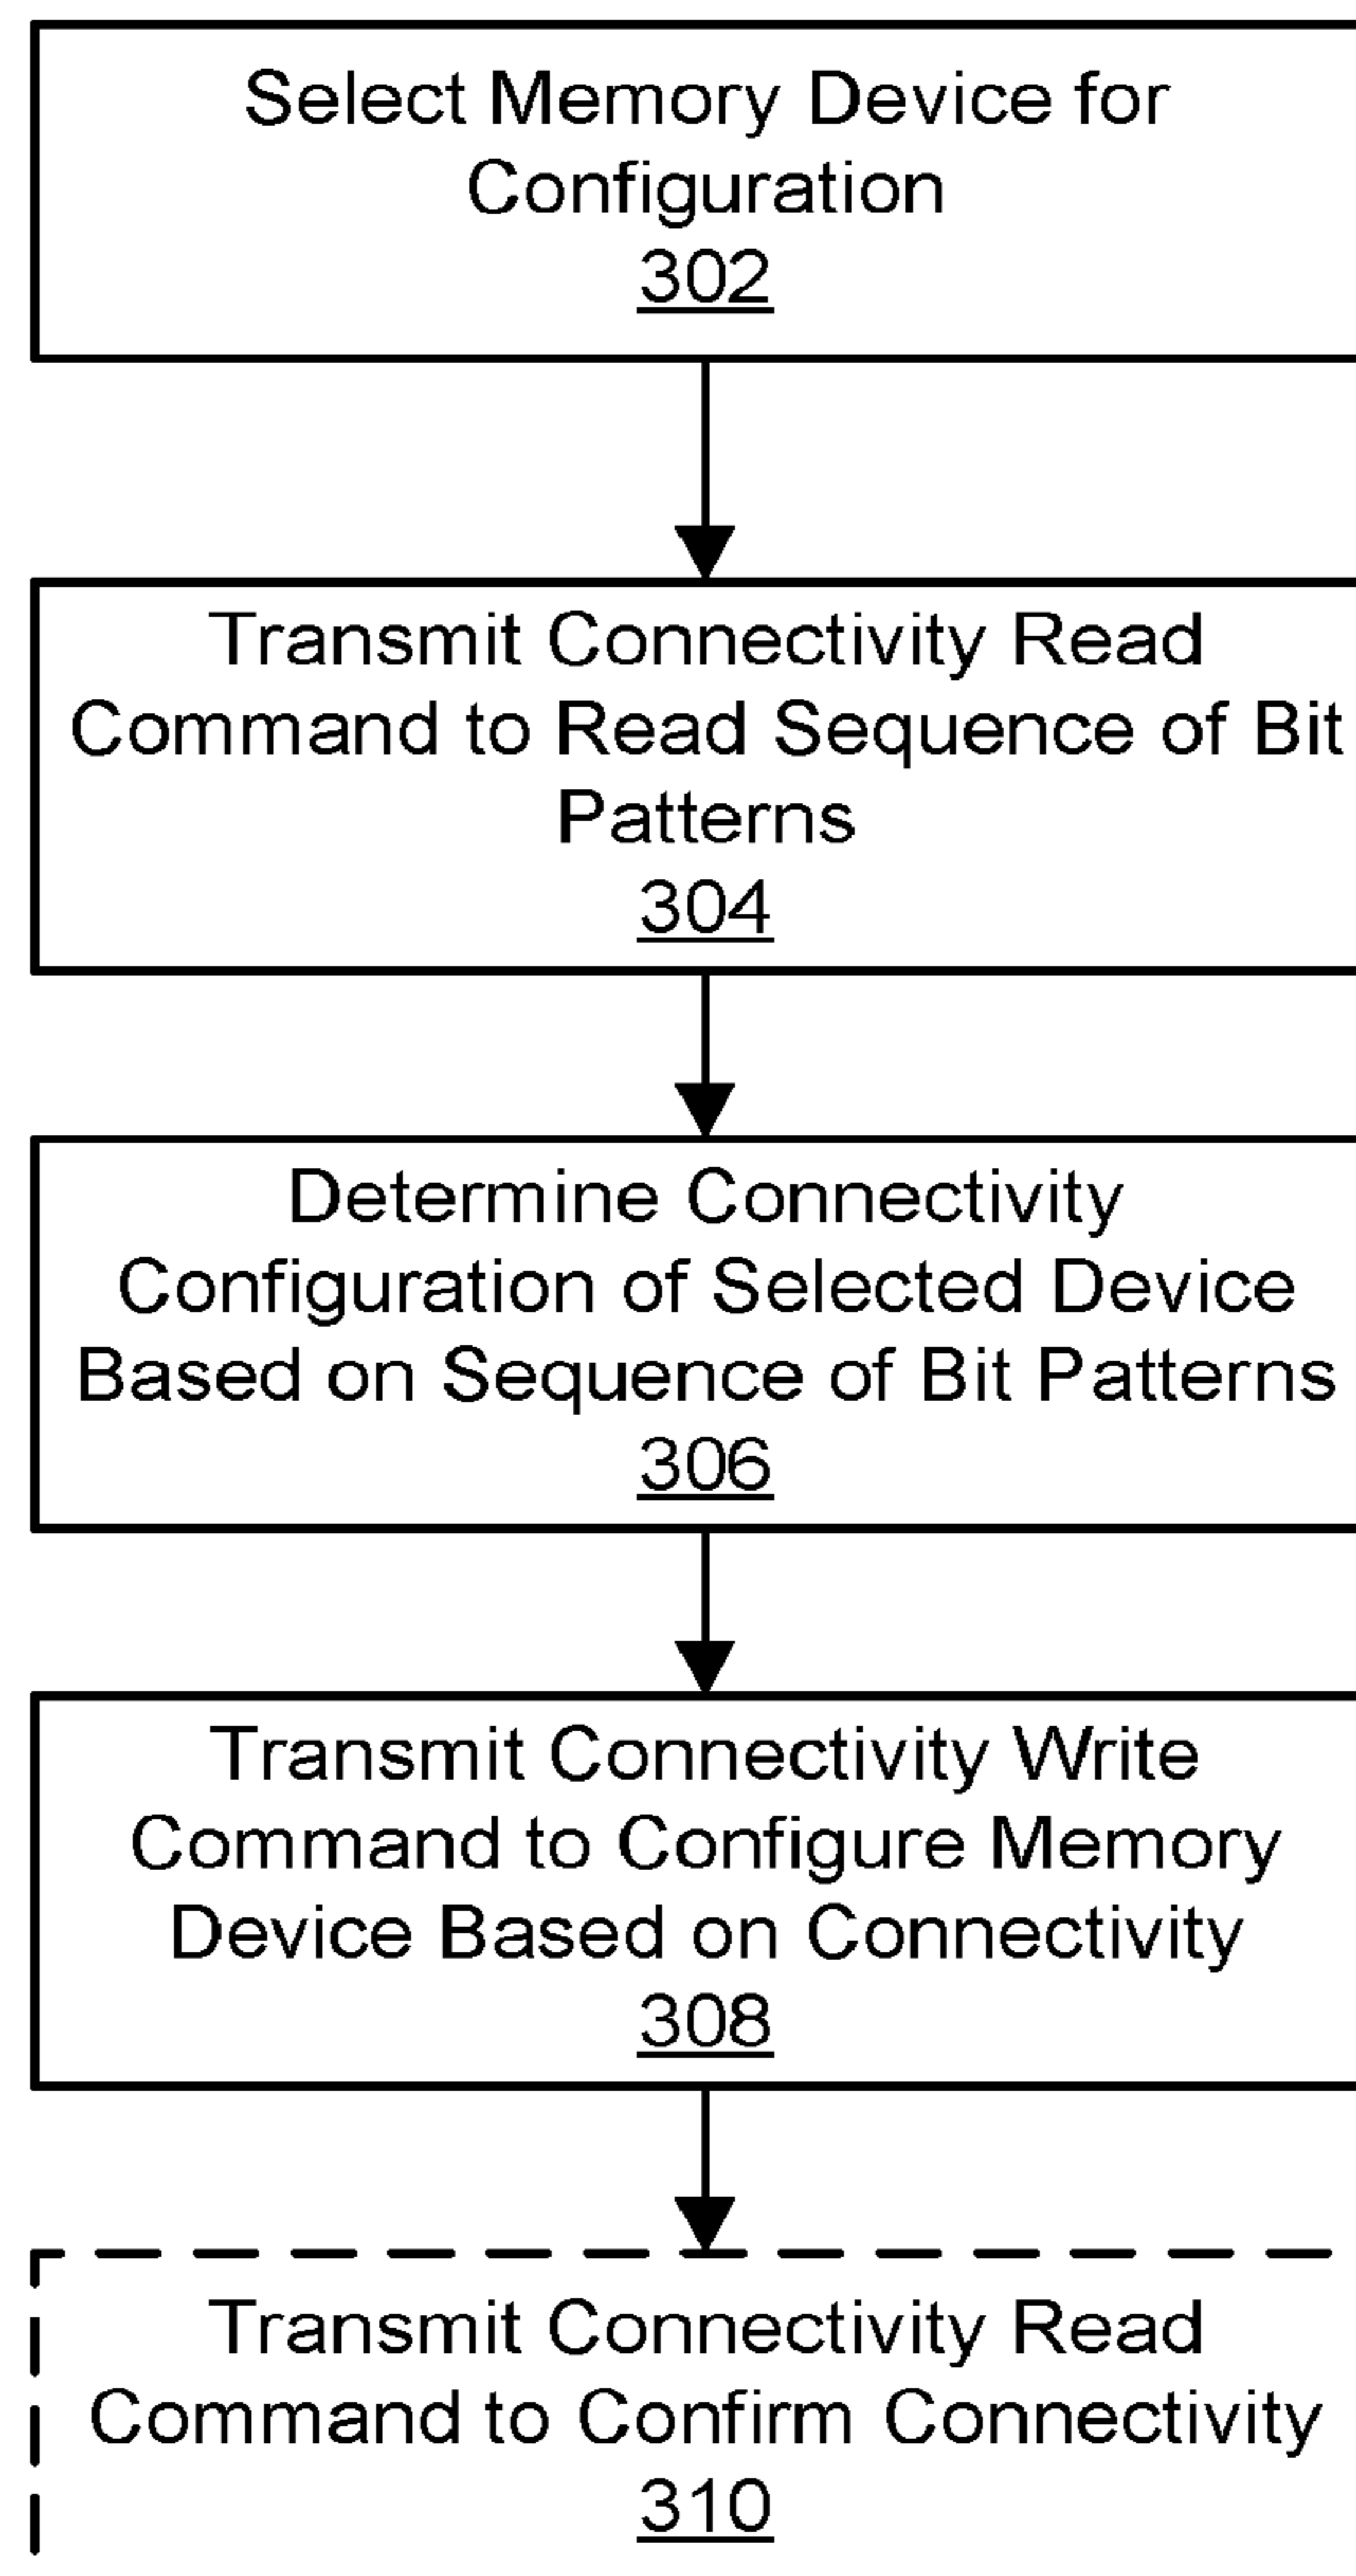 Select Memory Device for
Configuration
302
Transmit Connectivity Read
Command to Read Sequence of Bit
Patterns
304
Determine Connectivity
Configuration of Selected Device
Based on Sequence of Bit Patterns
306
Transmit Connectivity Write
Command to Configure Memory
Device Based on Connectivity
308
Transmit Connectivity Read
Command to Confirm Connectivity
310